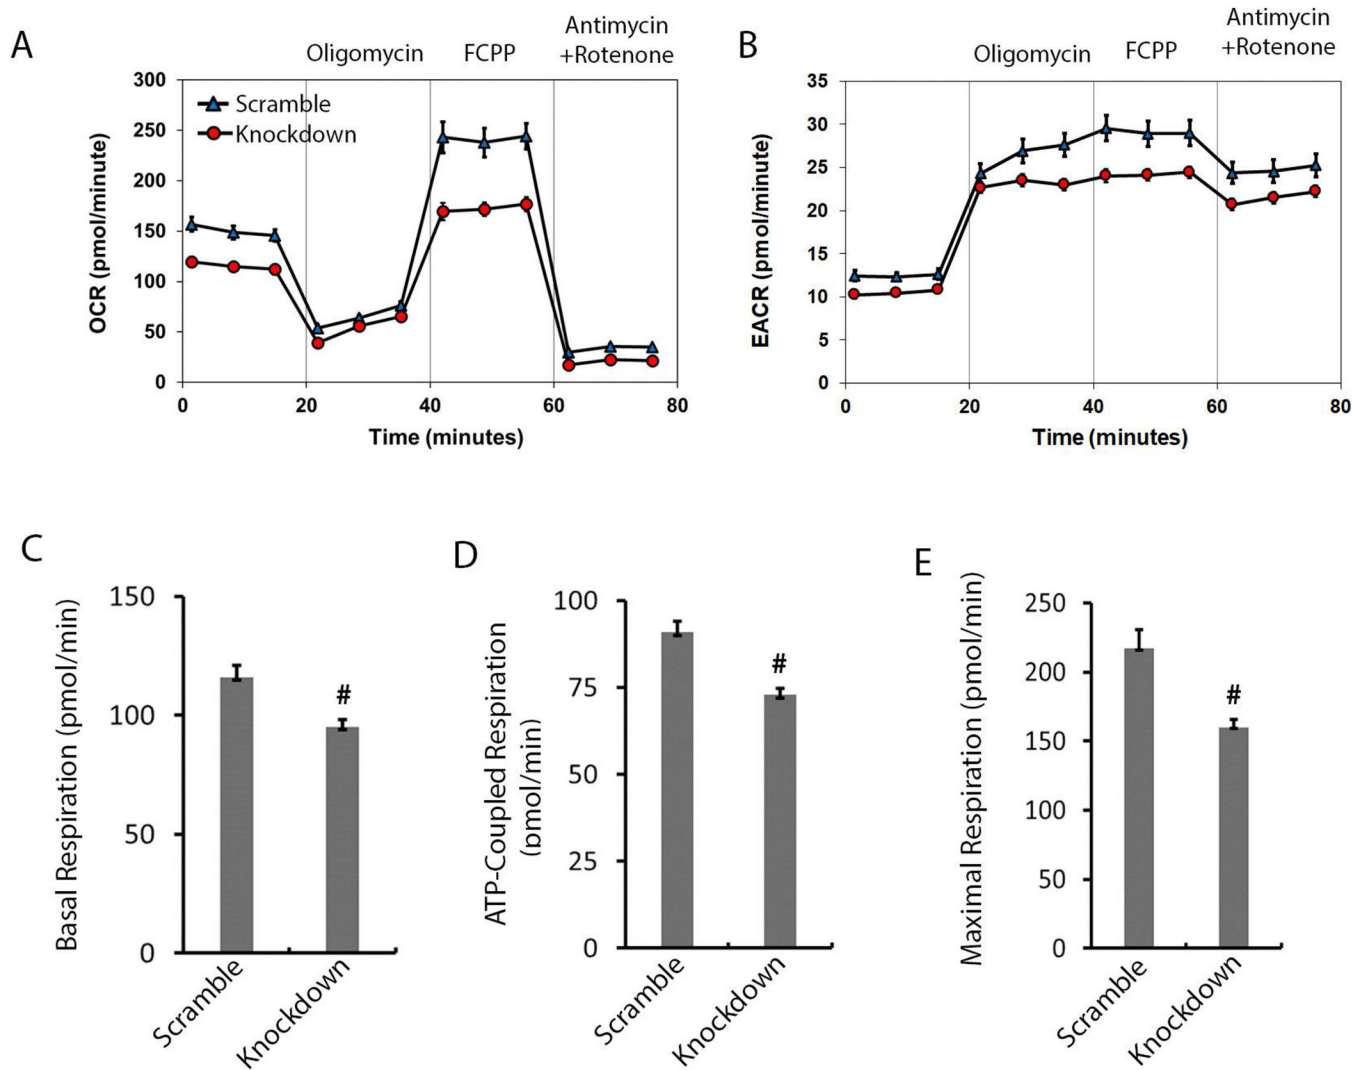 A
Oligomycin
FCPP
Antimycin
+Rotenone
300
250
200
150
100
50
0
OCR (pmol/minute)
Scramble
Knockdown
0 20 40 60 80
Time (minutes)
B
Oligomycin
FCPP
Antimycin
+Rotenone
35
30
25
20
15
10
5
0
EACR (pmol/minute)
0 20 40 60 80
Time (minutes)
C
Basal Respiration (pmol/min)
150
100
50
0
#
Scramble
Knockdown
D
ATP-Coupled Respiration
(pmol/min)
100
75
50
25
0
#
Scramble
Knockdown
E
Maximal Respiration (pmol/min)
250
200
150
100
50
0
#
Scramble
Knockdown